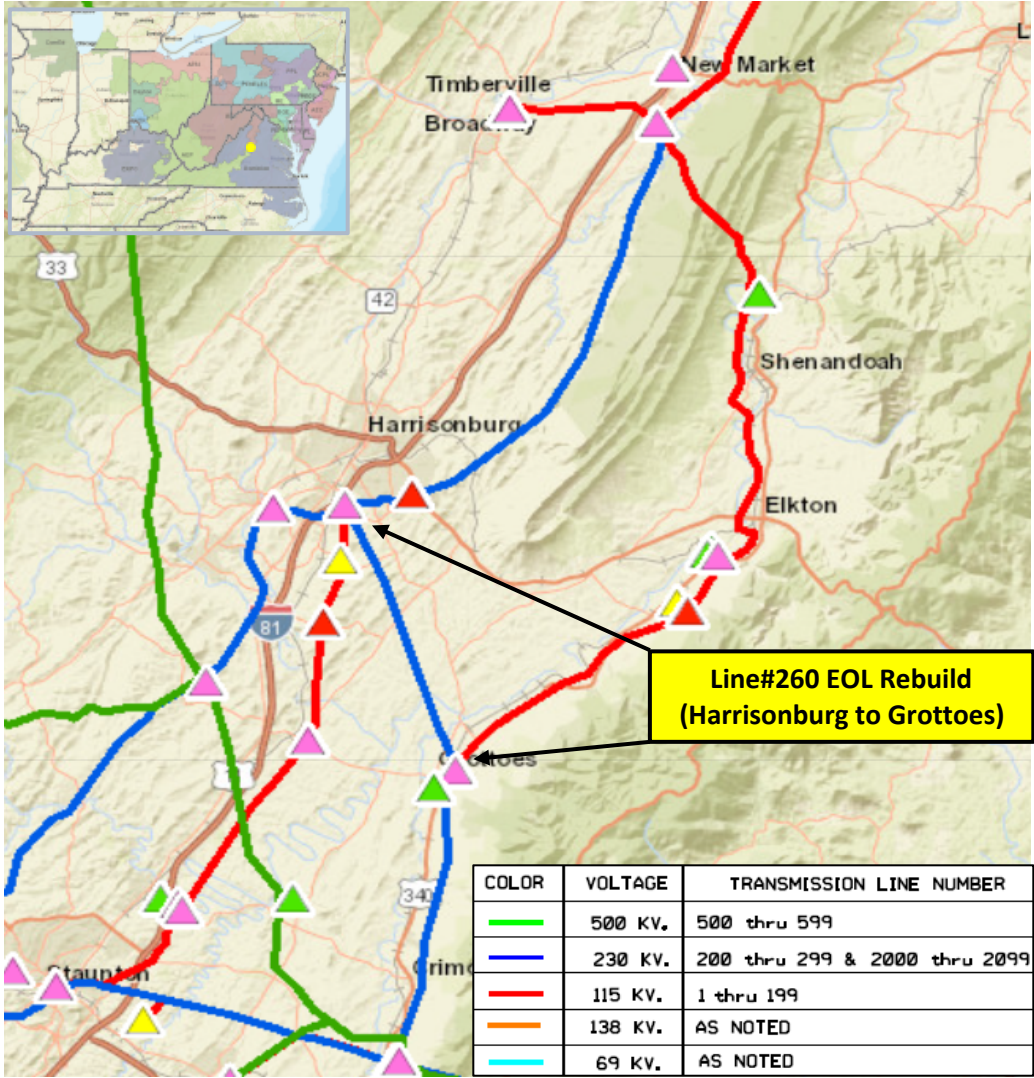 New Market
Timberville
Broadway
33
42
Shenandoah
Harrisonburg
Elkton
81
Line#260 EOL Rebuild
(Harrisonburg to Grottoes)
Grottoes
340
Staunton
COLOR VOLTAGE TRANSMISSION LINE NUMBER
500 KV. 500 thru 599
230 KV. 200 thru 299 & 2000 thru 2099
115 KV. 1 thru 199
138 KV. AS NOTED
69 KV. AS NOTED